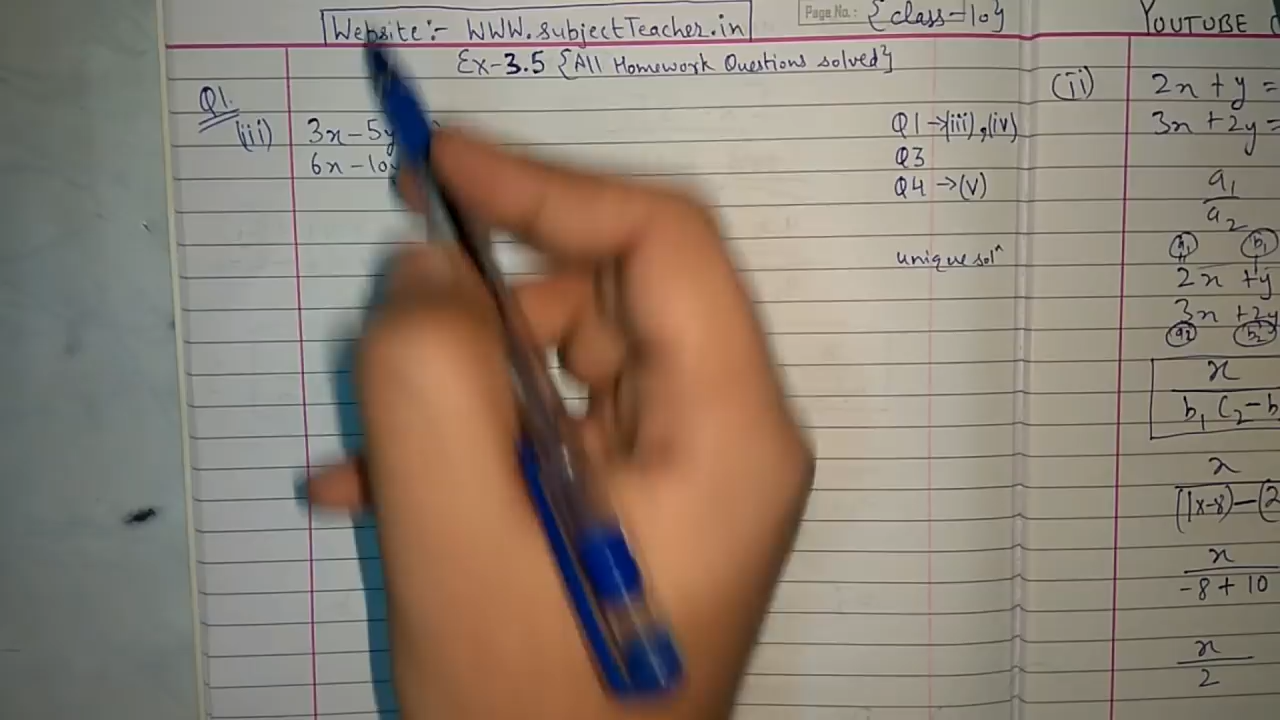 Website:- WWW.subjectTeacher.in
Page No.: {class-10}
YOUTUBE
Ex-3.5 {All Homework Questions solved}
Q1.
(iii) 3x-5y
6x-10
Q1→(iii),(iv)
Q3
Q4→(v)
unique solⁿ
(ii) 2x+y=
3x+2y=
a₁
a₂
a₁ b₁
2x+y
3x+2y
a₂ b₂
x
b₁C₂-b
x
(1x-8)-(2
x
-8+10
x
2